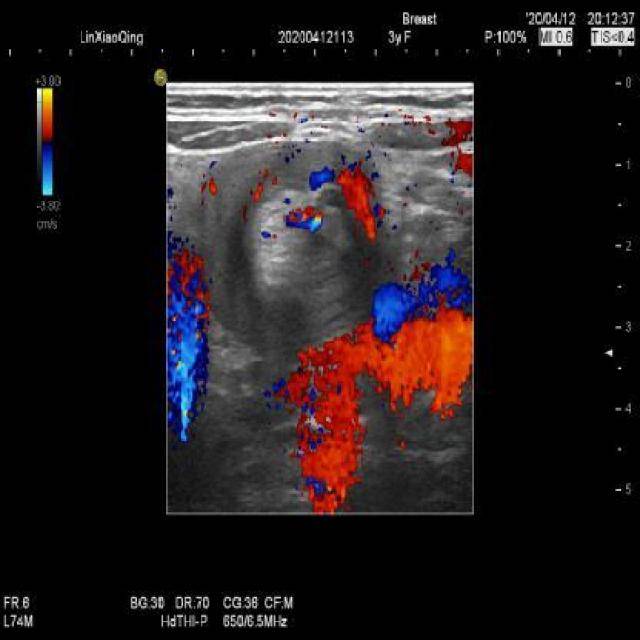 Breast '20/04/12 20:12:37
LinXiaoQing 20200412113 3y F P:100% MI 0.6 TIS<0.4
+3.80
-3.80
cm/s
0
1
2
3
4
5
FR.6 BG:30 DR:70 CG:36 CF:M
L74M HdTHI-P 650/6.5MHz